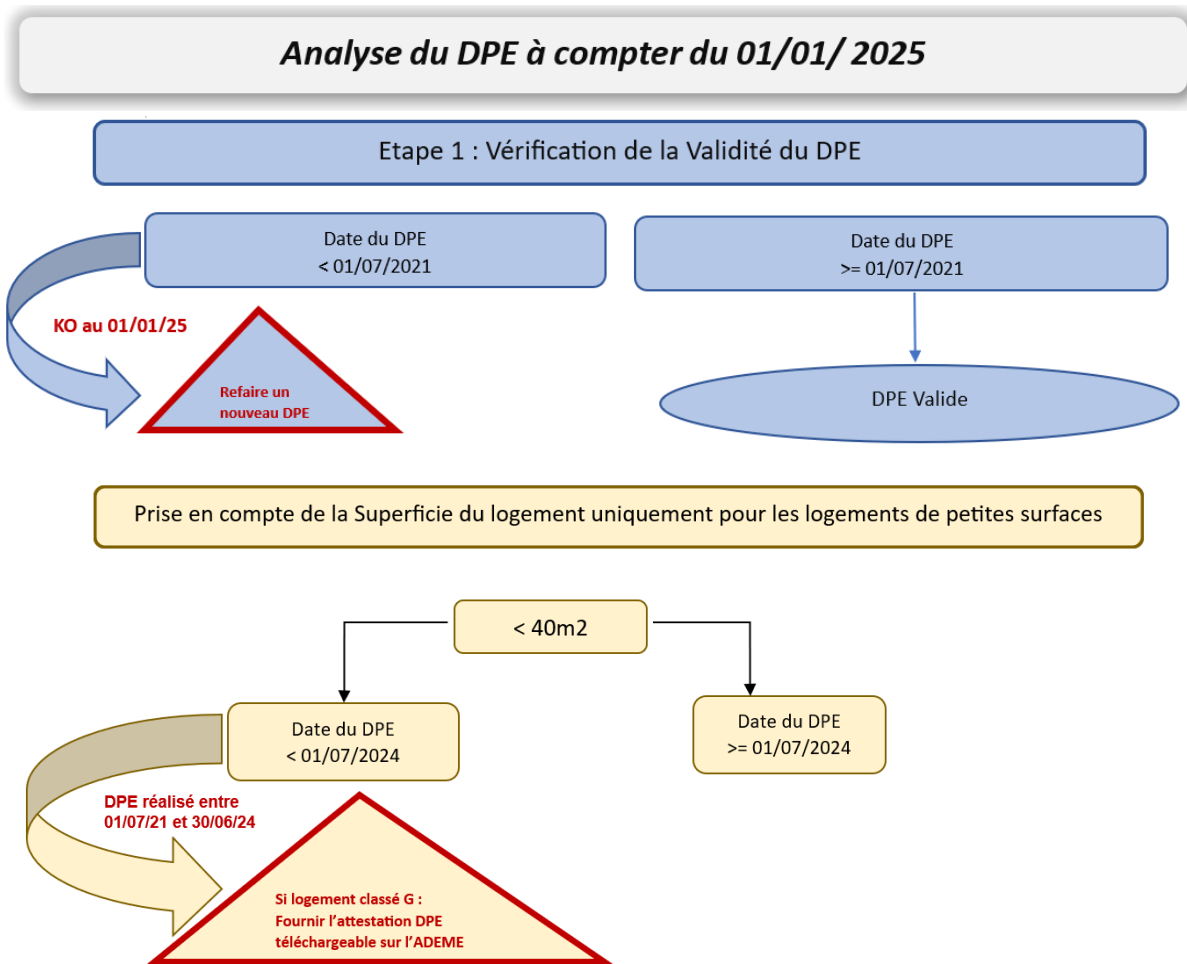 Analyse du DPE à compter du 01/01/ 2025
Etape 1 : Vérification de la Validité du DPE
Date du DPE
< 01/07/2021
Date du DPE
>= 01/07/2021
KO au 01/01/25
Refaire un
nouveau DPE
DPE Valide
Prise en compte de la Superficie du logement uniquement pour les logements de petites surfaces
< 40m2
Date du DPE
< 01/07/2024
Date du DPE
>= 01/07/2024
DPE réalisé entre
01/07/21 et 30/06/24
Si logement classé G :
Fournir l'attestation DPE
téléchargeable sur l'ADEME